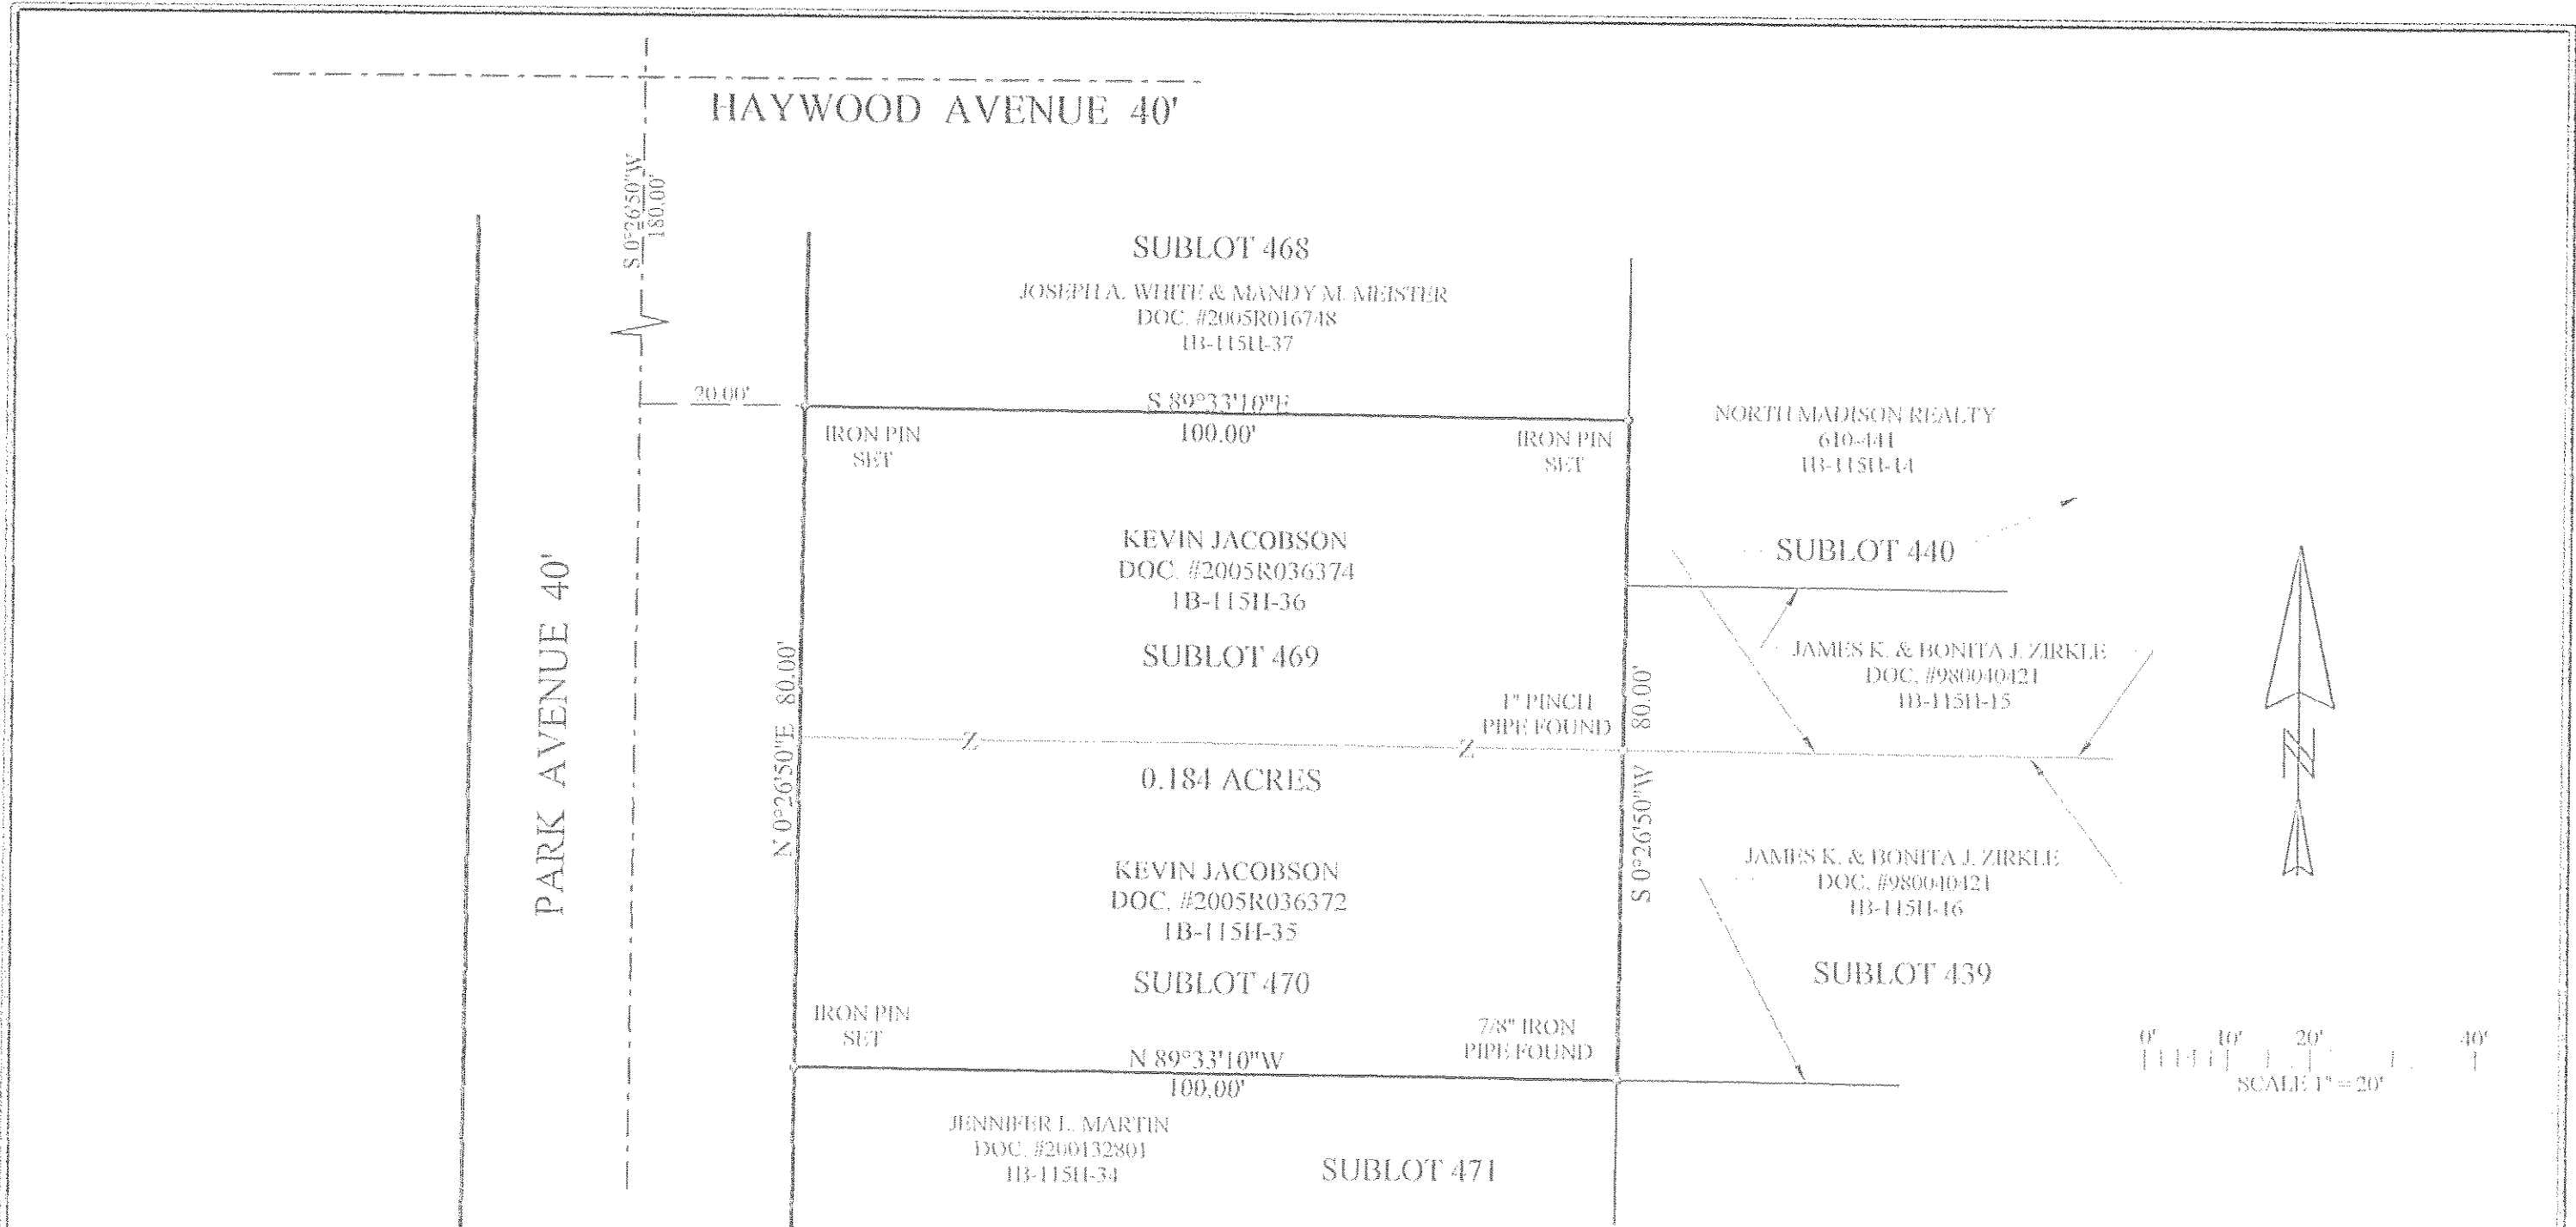 HAYWOOD AVENUE 40'
S 0°26'50"W
180.00'
SUBLOT 468
JOSEPH A. WHITE & MANDY M. MEISTER
DOC. #2005R016748
1B-115H-37
20.00'
S 89°33'10"E
100.00'
IRON PIN
SET
IRON PIN
SET
NORTH MADISON REALTY
610-441
1B-115H-14
SUBLOT 440
KEVIN JACOBSON
DOC. #2005R036374
1B-115H-36
SUBLOT 469
PARK AVENUE 40'
N 0°26'50"E 80.00'
1" PINCH
PIPE FOUND
S 0°26'50"W 80.00'
JAMES K. & BONITA J. ZIRKLE
DOC. #980040421
1B-115H-15
Z
Z
0.184 ACRES
N
KEVIN JACOBSON
DOC. #2005R036372
1B-115H-35
SUBLOT 470
JAMES K. & BONITA J. ZIRKLE
DOC. #980040421
1B-115H-16
SUBLOT 439
IRON PIN
SET
7/8" IRON
PIPE FOUND
N 89°33'10"W
100.00'
0' 10' 20' 40'
SCALE 1" = 20'
JENNIFER L. MARTIN
DOC. #200132801
1B-115H-34
SUBLOT 471